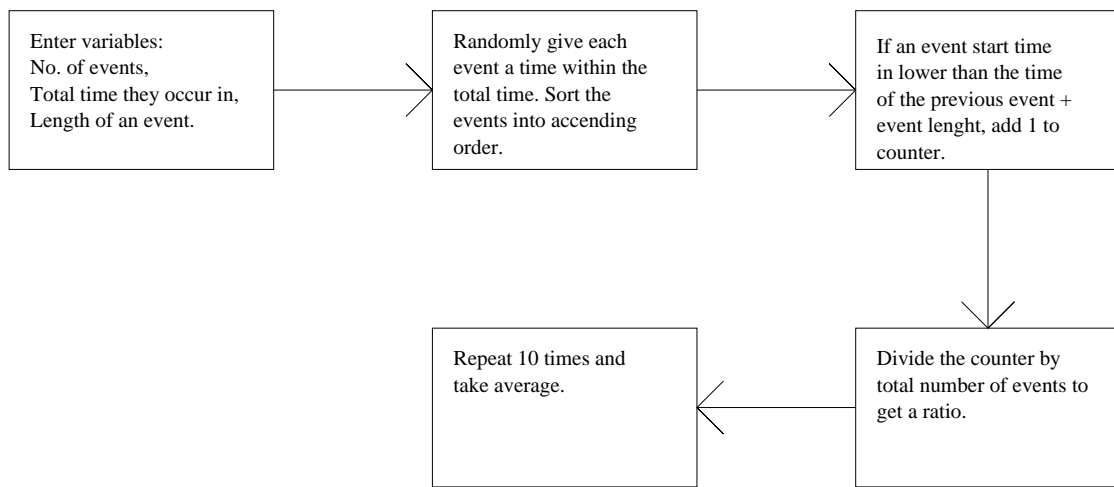 Enter variables:
No. of events,
Total time they occur in,
Length of an event.
Randomly give each
event a time within the
total time. Sort the
events into accending
order.
If an event start time
in lower than the time
of the previous event +
event lenght, add 1 to
counter.
Divide the counter by
total number of events to
get a ratio.
Repeat 10 times and
take average.